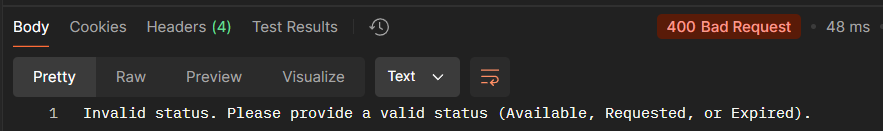 Body Cookies Headers (4) Test Results 400 Bad Request • 48 ms •
Pretty Raw Preview Visualize Text
1 Invalid status. Please provide a valid status (Available, Requested, or Expired).